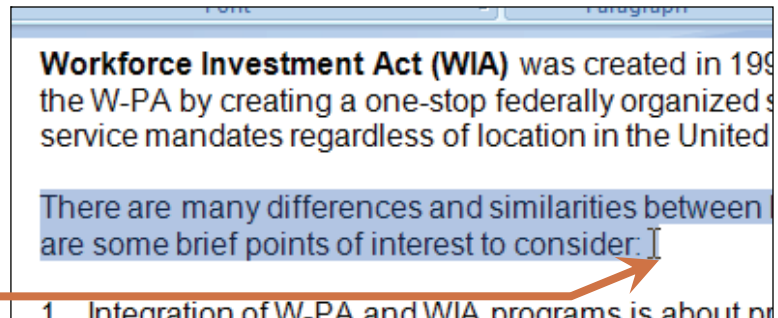 Font Paragraph
Workforce Investment Act (WIA) was created in 199
the W-PA by creating a one-stop federally organized s
service mandates regardless of location in the United
There are many differences and similarities between
are some brief points of interest to consider:
1. Integration of W-PA and WIA programs is about pr